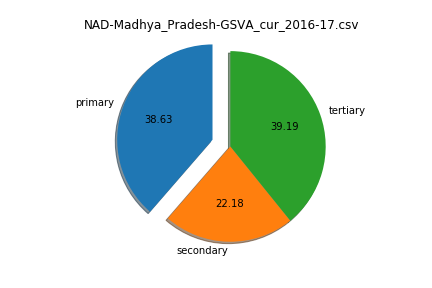 NAD-Madhya_Pradesh-GSVA_cur_2016-17.csv
primary
38.63
tertiary
39.19
22.18
secondary